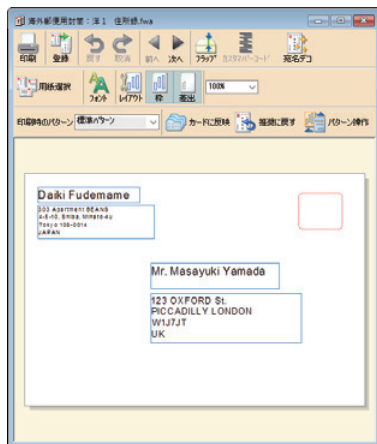 海外郵便用封筒：洋1 住所録.fwa
印刷 登録 戻す 取消 前へ 次へ フラップ カスタマバーコード 宛名デコ
用紙選択 フォント レイアウト 枠 差出 100%
印刷時のパターン 標準パターン カードに反映 推奨に戻す パターン操作
Daiki Fudemame
303 Apartment BEANS
4-5-10, Shiba, Minato-ku
Tokyo 108-0014
JAPAN
Mr. Masayuki Yamada
123 OXFORD St.
PICCADILLY LONDON
W1J7JT
UK